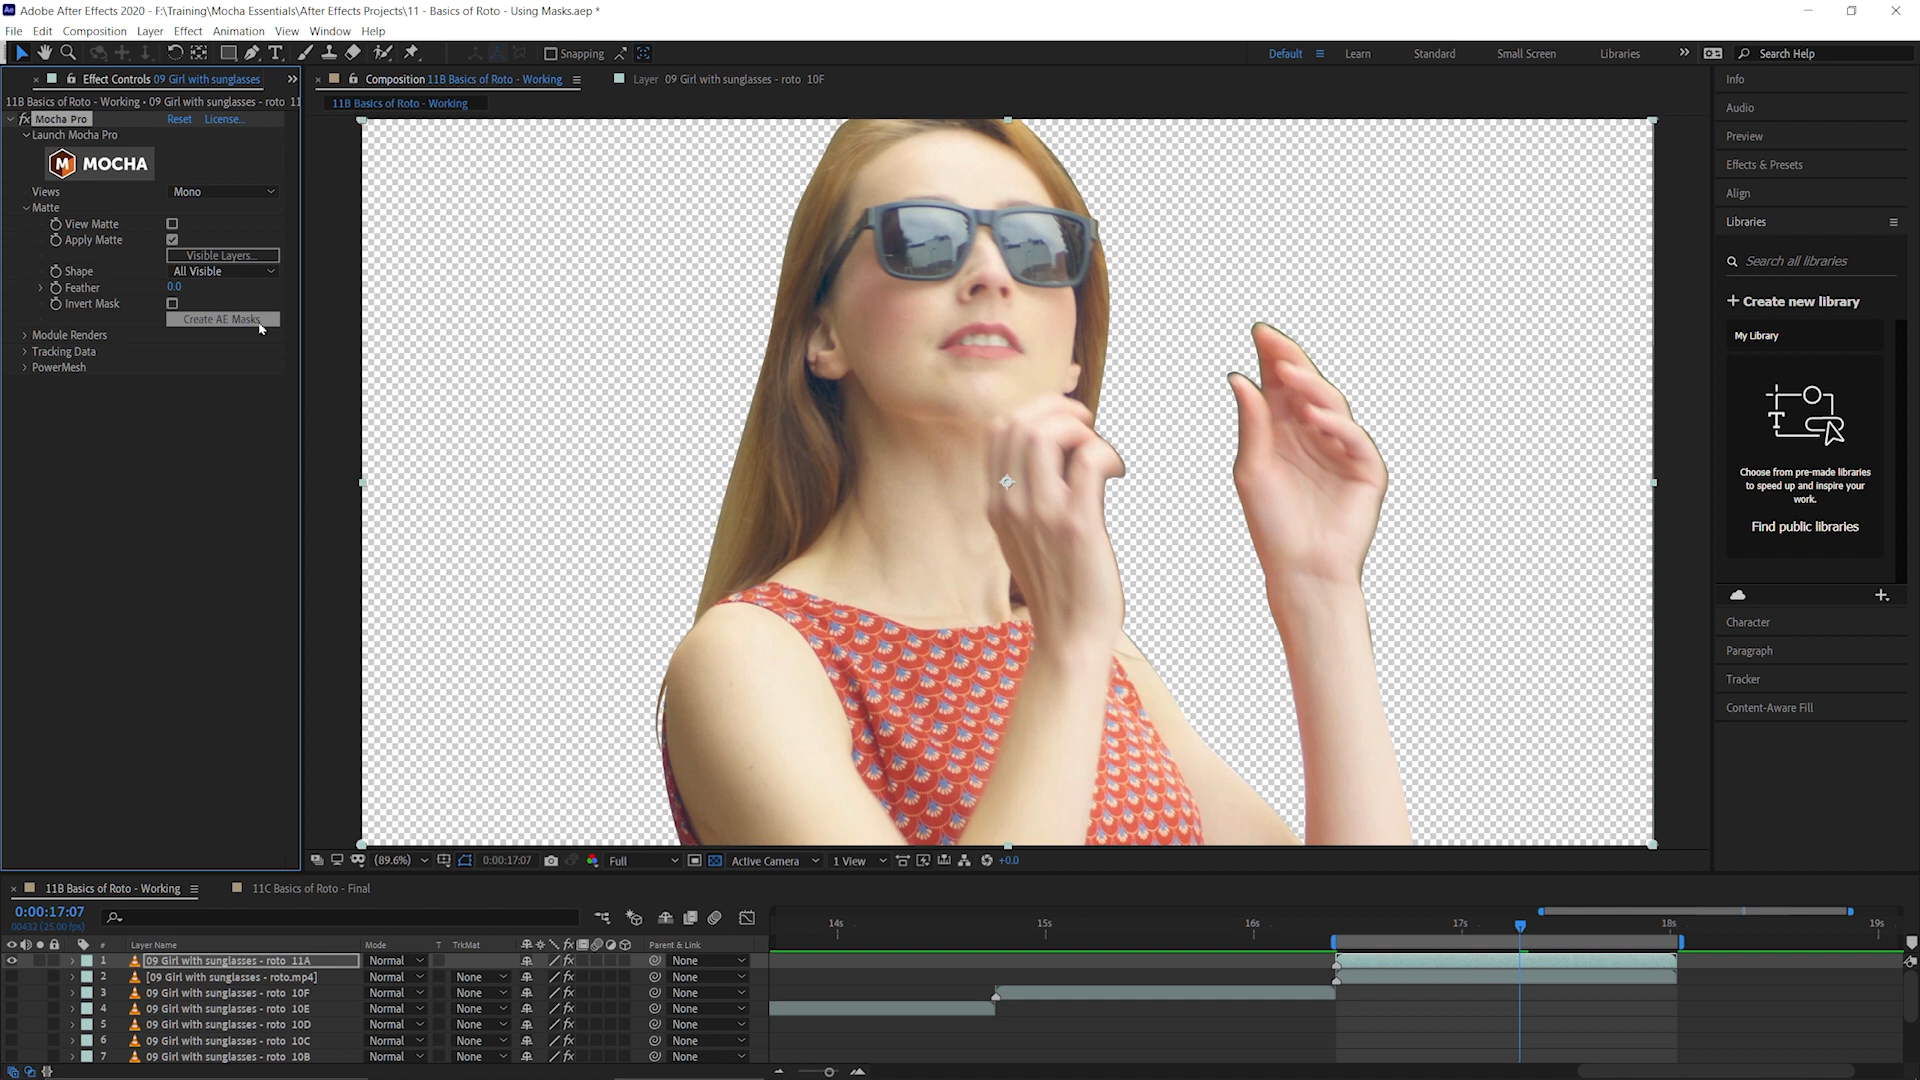 Adobe After Effects 2020 - F:\Training\Mocha Essentials\After Effects Projects\11 - Basics of Roto - Using Masks.aep *
File Edit Composition Layer Effect Animation View Window Help
Snapping Default Learn Standard Small Screen Libraries Search Help
Effect Controls 09 Girl with sunglasses
Composition 11B Basics of Roto - Working Layer 09 Girl with sunglasses - roto 10F
11B Basics of Roto - Working • 09 Girl with sunglasses - roto 11
11B Basics of Roto - Working
fx Mocha Pro Reset License...
Launch Mocha Pro
M MOCHA
Views Mono
Matte
View Matte
Apply Matte
Visible Layers...
Shape All Visible
Feather 0.0
Invert Mask
Create AE Masks
Module Renders
Tracking Data
PowerMesh
Info
Audio
Preview
Effects & Presets
Align
Libraries
Search all libraries
+ Create new library
My Library
Choose from pre-made libraries
to speed up and inspire your
work.
Find public libraries
Character
Paragraph
Tracker
Content-Aware Fill
(89.6%) 0:00:17:07 Full Active Camera 1 View +0.0
11B Basics of Roto - Working 11C Basics of Roto - Final
0:00:17:07
00432 (25.00 fps)
14s 15s 16s 17s 18s 19s
# Layer Name Mode T TrkMat Parent & Link
1 09 Girl with sunglasses - roto 11A Normal None
2 [09 Girl with sunglasses - roto.mp4] Normal None None
3 09 Girl with sunglasses - roto 10F Normal None None
4 09 Girl with sunglasses - roto 10E Normal None None
5 09 Girl with sunglasses - roto 10D Normal None None
6 09 Girl with sunglasses - roto 10C Normal None None
7 09 Girl with sunglasses - roto 10B Normal None None